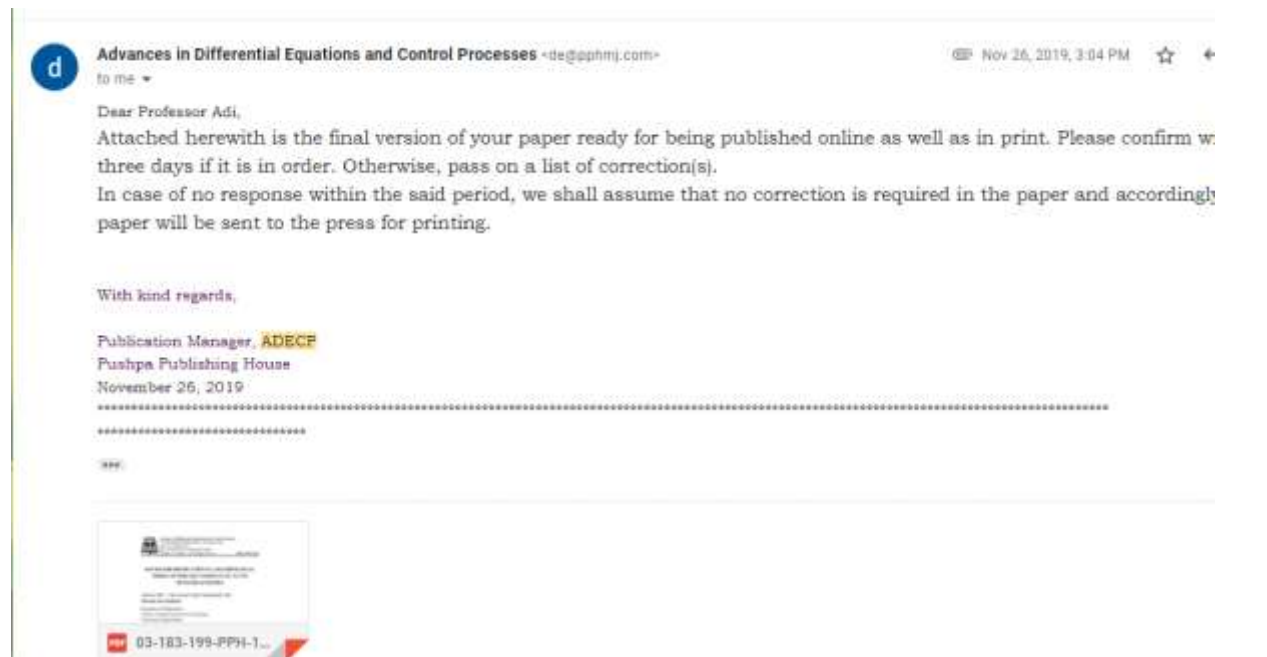 d
Advances in Differential Equations and Control Processes <de@pphmj.com>
Nov 26, 2019, 3:04 PM
to me
Dear Professor Adi,
Attached herewith is the final version of your paper ready for being published online as well as in print. Please confirm w
three days if it is in order. Otherwise, pass on a list of correction(s).
In case of no response within the said period, we shall assume that no correction is required in the paper and accordingly
paper will be sent to the press for printing.
With kind regards,
Publication Manager, ADECP
Pushpa Publishing House
November 26, 2019
PDF 03-183-199-PPH-1...